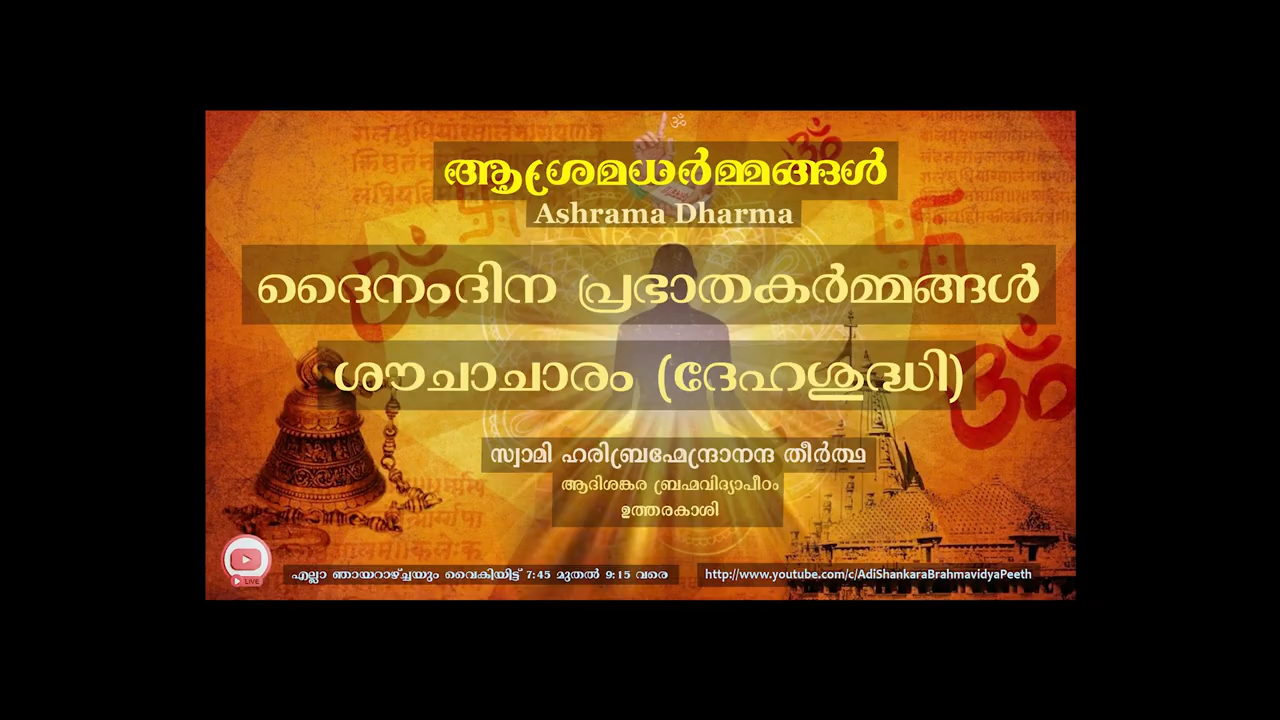 ॐ
ആശ്രമധർമ്മങ്ങൾ
Ashrama Dharma
ദൈനംദിന പ്രഭാതകർമ്മങ്ങൾ
ശൗചാചാരം (ദേഹശുദ്ധി)
സ്വാമി ഹരിബ്രഹ്മേന്ദ്രാനന്ദ തീർത്ഥ
ആദിശങ്കര ബ്രഹ്മവിദ്യാപീഠം
ഉത്തരകാശി
LIVE
എല്ലാ ഞായറാഴ്ച്ചയും വൈകിയിട്ട് 7:45 മുതൽ 9:15 വരെ
http://www.youtube.com/c/AdiShankaraBrahmavidyaPeeth